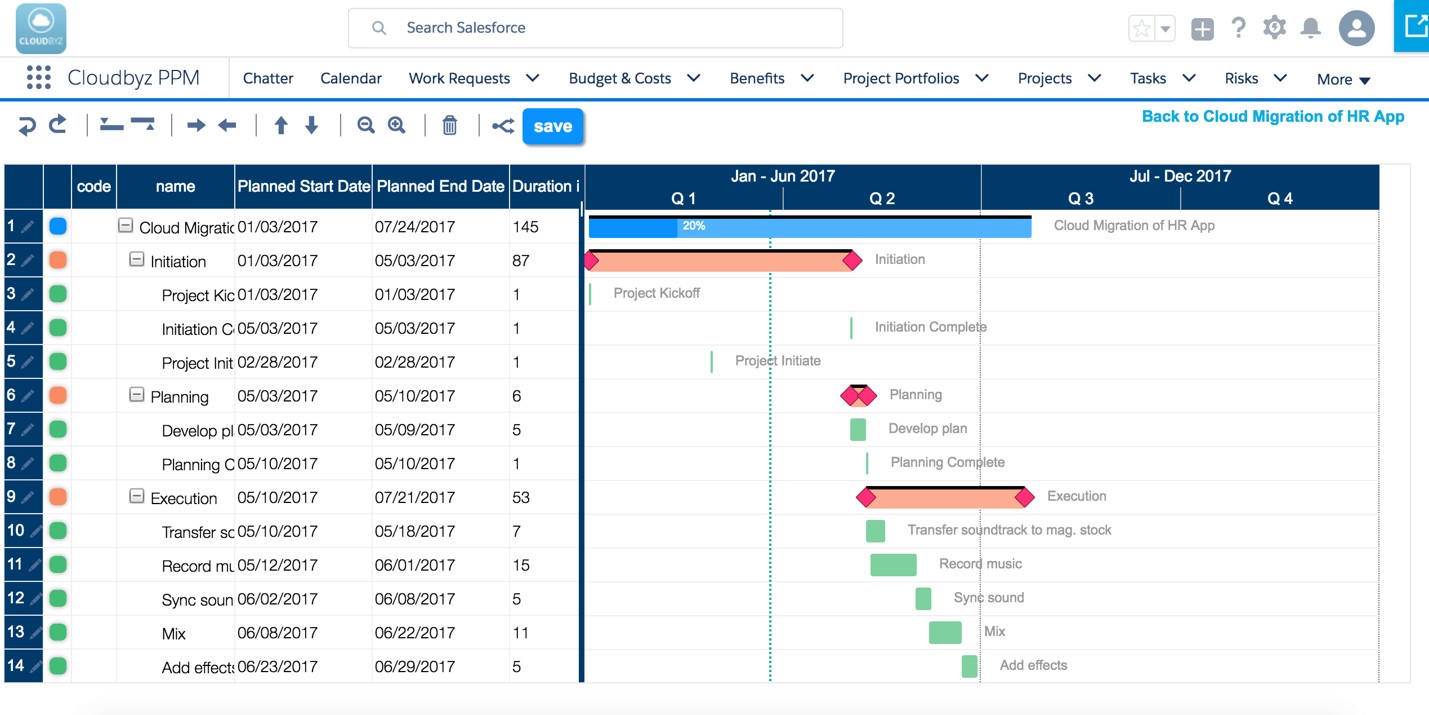 CLOUDBYZ
Search Salesforce
Cloudbyz PPM Chatter Calendar Work Requests Budget & Costs Benefits Project Portfolios Projects Tasks Risks More
save Back to Cloud Migration of HR App
code name Planned Start Date Planned End Date Duration i
Jan - Jun 2017 Jul - Dec 2017
Q 1 Q 2 Q 3 Q 4
1 Cloud Migratic 01/03/2017 07/24/2017 145 20% Cloud Migration of HR App
2 Initiation 01/03/2017 05/03/2017 87 Initiation
3 Project Kic 01/03/2017 01/03/2017 1 Project Kickoff
4 Initiation C 05/03/2017 05/03/2017 1 Initiation Complete
5 Project Init 02/28/2017 02/28/2017 1 Project Initiate
6 Planning 05/03/2017 05/10/2017 6 Planning
7 Develop pl 05/03/2017 05/09/2017 5 Develop plan
8 Planning C 05/10/2017 05/10/2017 1 Planning Complete
9 Execution 05/10/2017 07/21/2017 53 Execution
10 Transfer sc 05/10/2017 05/18/2017 7 Transfer soundtrack to mag. stock
11 Record mu 05/12/2017 06/01/2017 15 Record music
12 Sync soun 06/02/2017 06/08/2017 5 Sync sound
13 Mix 06/08/2017 06/22/2017 11 Mix
14 Add effects 06/23/2017 06/29/2017 5 Add effects